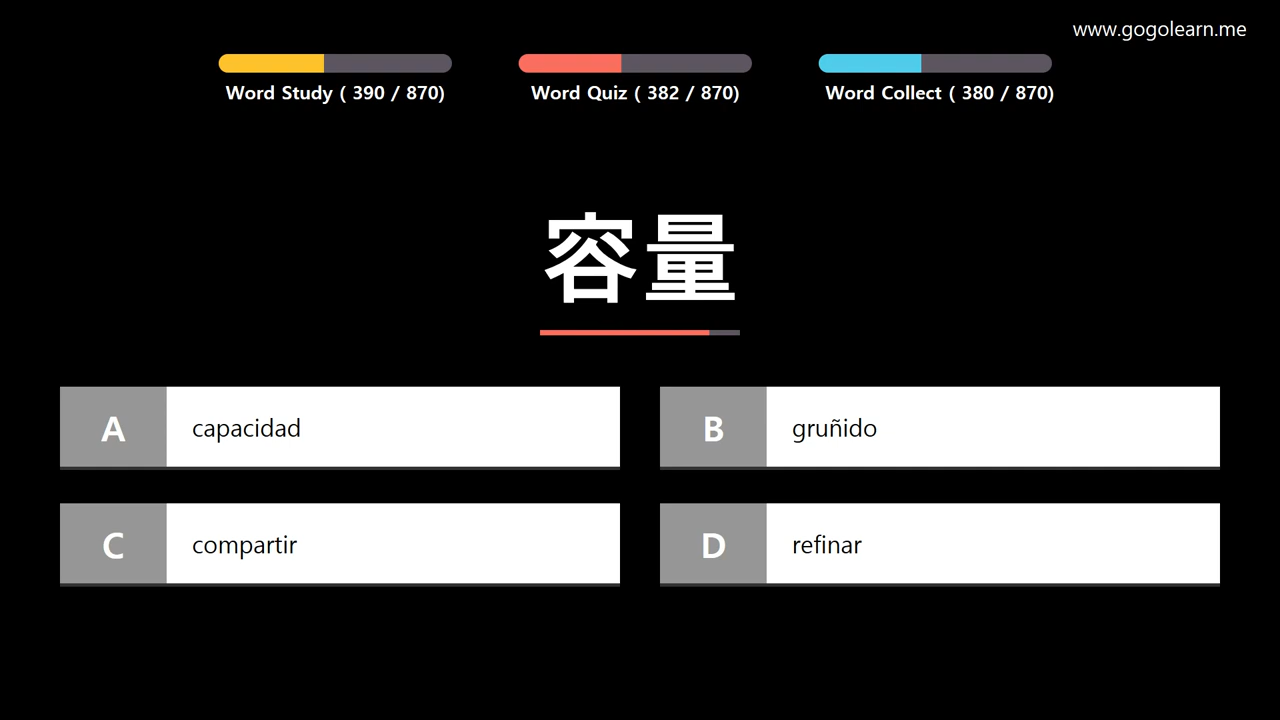 www.gogolearn.me
Word Study ( 390 / 870)
Word Quiz ( 382 / 870)
Word Collect ( 380 / 870)
容量
A capacidad
B gruñido
C compartir
D refinar